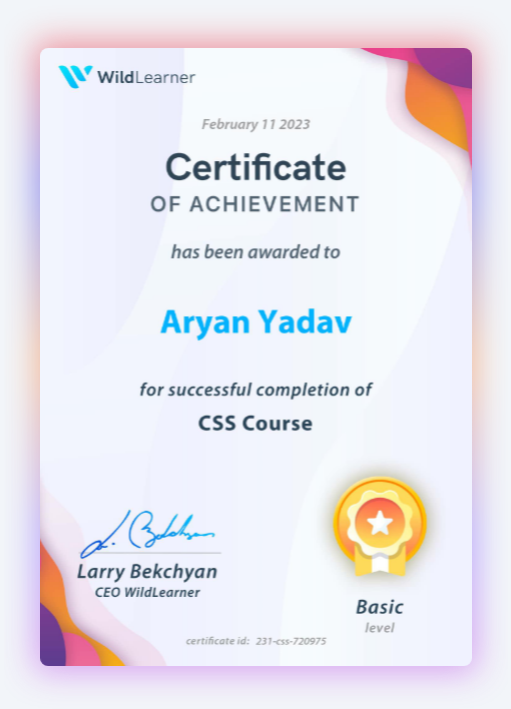 WildLearner
February 11 2023
Certificate
OF ACHIEVEMENT
has been awarded to
Aryan Yadav
for successful completion of
CSS Course
L. Bekchyan
Larry Bekchyan
CEO WildLearner
Basic
level
certificate id: 231-css-720975